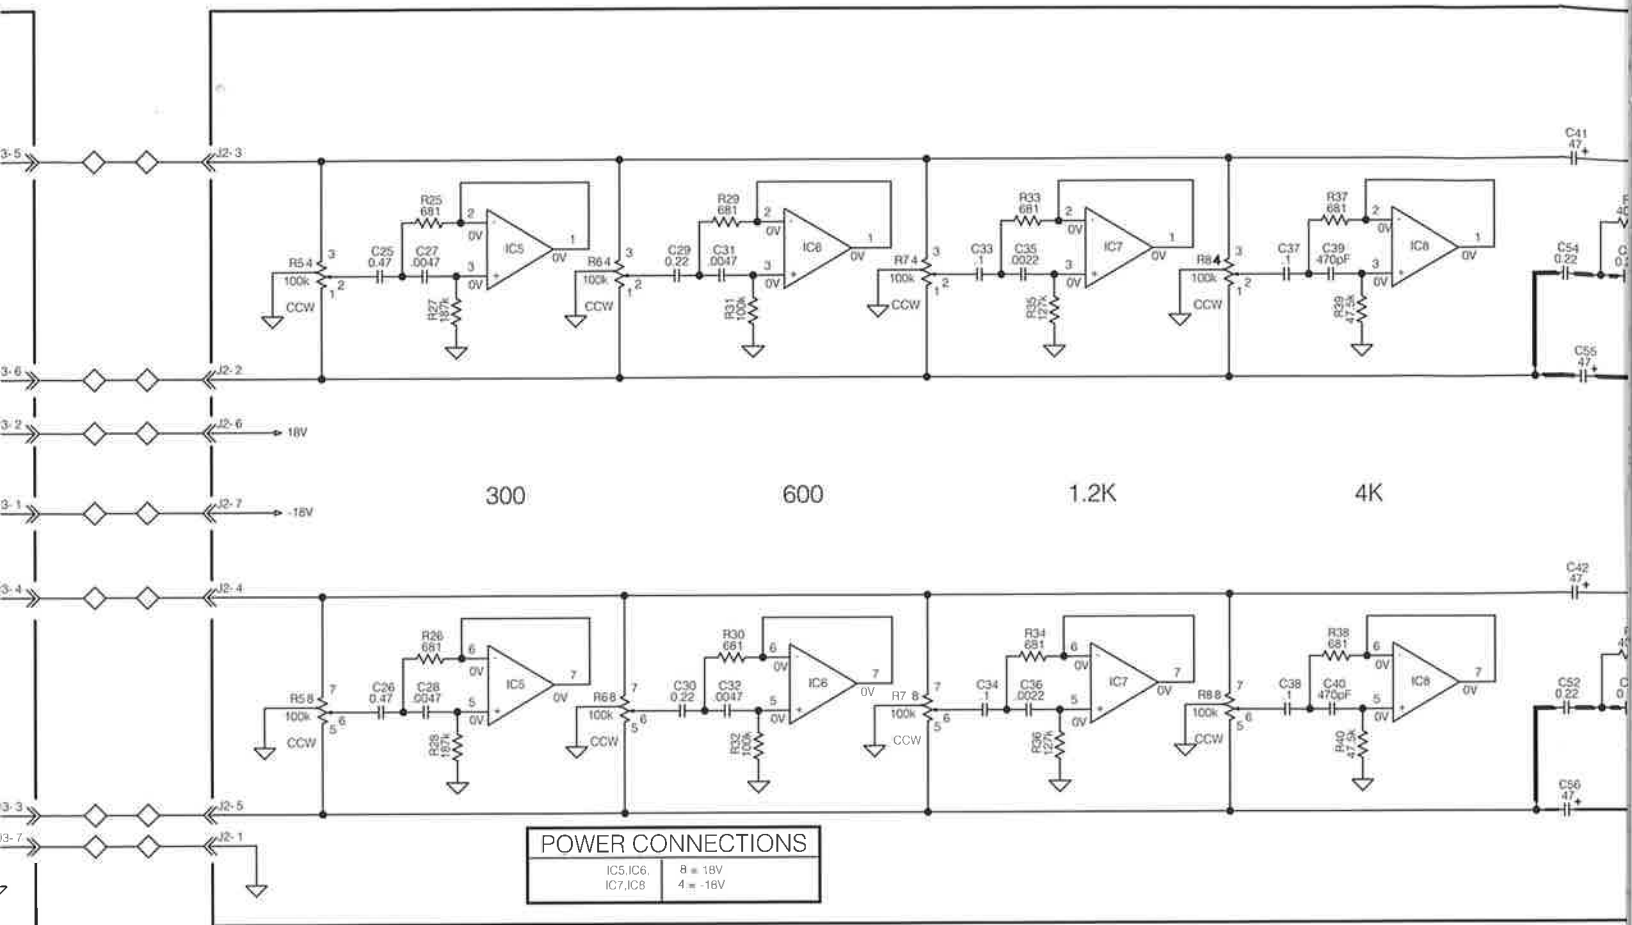 3-5
J2-3
C41
47
+
R25
681
2
-
0V
IC5
1
0V
R54
100k
3
1
2
CCW
C25
0.47
C27
.0047
3
+
0V
R27
187k
R29
681
2
-
0V
IC6
1
0V
R64
100k
3
1
2
CCW
C29
0.22
C31
.0047
3
+
0V
R31
100k
R33
681
2
-
0V
IC7
1
0V
R74
100k
3
1
2
CCW
C33
.1
C35
.0022
3
+
0V
R35
127k
R37
681
2
-
0V
IC8
1
0V
R84
100k
3
1
2
CCW
C37
.1
C39
470pF
3
+
0V
R39
47.5k
C54
0.22
3-6
J2-2
C55
47
+
3-2
J2-6
18V
3-1
J2-7
-18V
300
600
1.2K
4K
3-4
J2-4
C42
47
+
R26
681
6
-
0V
IC5
7
0V
R58
100k
7
5
6
CCW
C26
0.47
C28
.0047
5
+
0V
R28
187k
R30
681
6
-
0V
IC6
7
0V
R68
100k
7
5
6
CCW
C30
0.22
C32
.0047
5
+
0V
R32
100k
R34
681
6
-
0V
IC7
7
0V
R7 8
100k
7
5
6
CCW
C34
.1
C36
.0022
5
+
0V
R36
127k
R38
681
6
-
0V
IC8
7
0V
R88
100k
7
5
6
CCW
C38
.1
C40
470pF
5
+
0V
R40
47.5k
C52
0.22
3-3
J2-5
C56
47
+
3-7
J2-1
POWER CONNECTIONS
IC5,IC6, 8 = 18V
IC7,IC8 4 = -18V